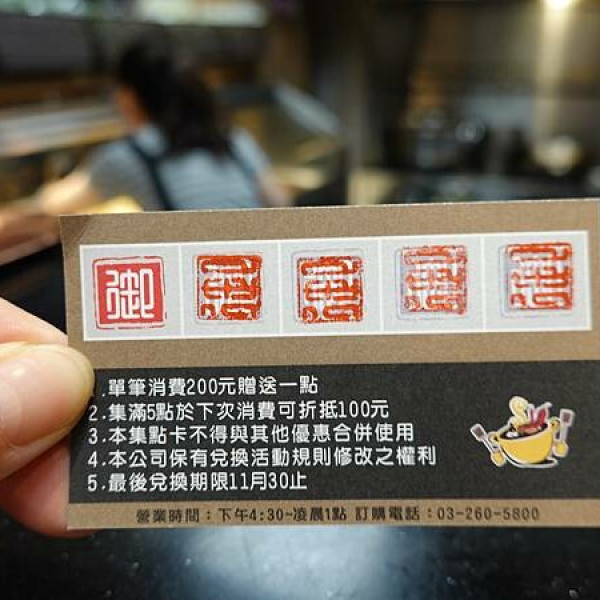 御
1.單筆消費200元贈送一點
2.集滿5點於下次消費可折抵100元
3.本集點卡不得與其他優惠合併使用
4.本公司保有兌換活動規則修改之權利
5.最後兌換期限11月30止
營業時間：下午4:30~凌晨1點 訂購電話：03-260-5800